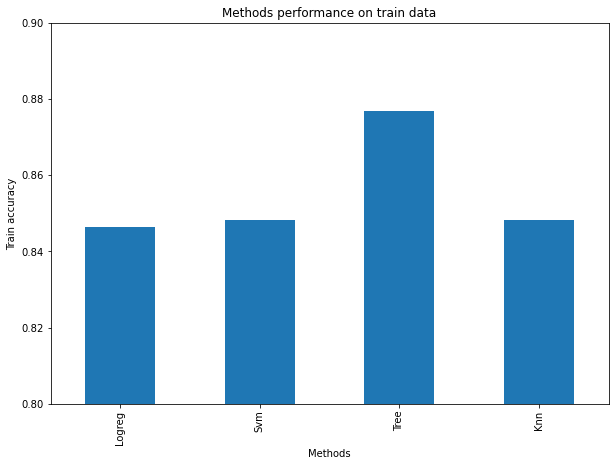 Methods performance on train data
0.90
0.88
0.86
0.84
0.82
0.80
Train accuracy
Logreg
Svm
Tree
Knn
Methods